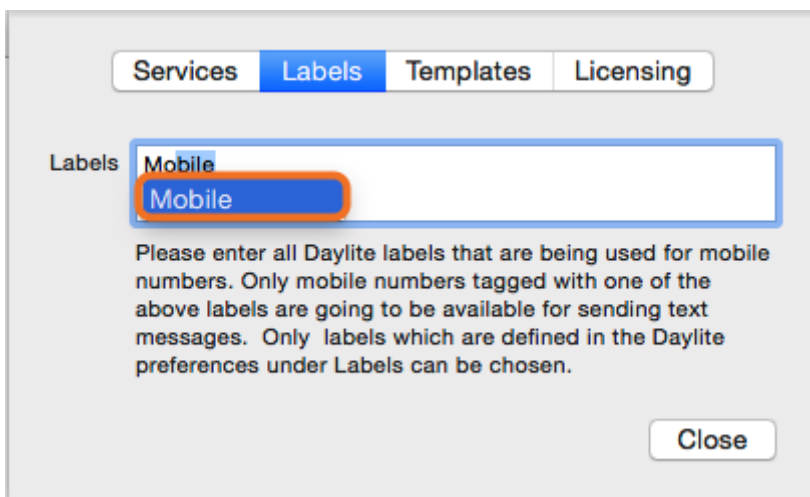 Services Labels Templates Licensing
Labels Mobile
Mobile
Please enter all Daylite labels that are being used for mobile
numbers. Only mobile numbers tagged with one of the
above labels are going to be available for sending text
messages.  Only  labels which are defined in the Daylite
preferences under Labels can be chosen.
Close